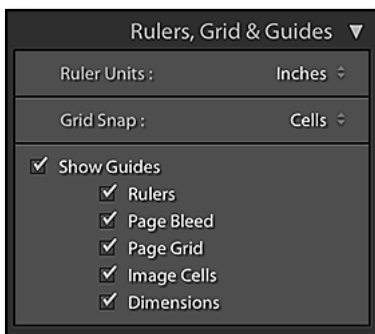 Rulers, Grid & Guides ▼
Ruler Units : Inches
Grid Snap : Cells
Show Guides
Rulers
Page Bleed
Page Grid
Image Cells
Dimensions